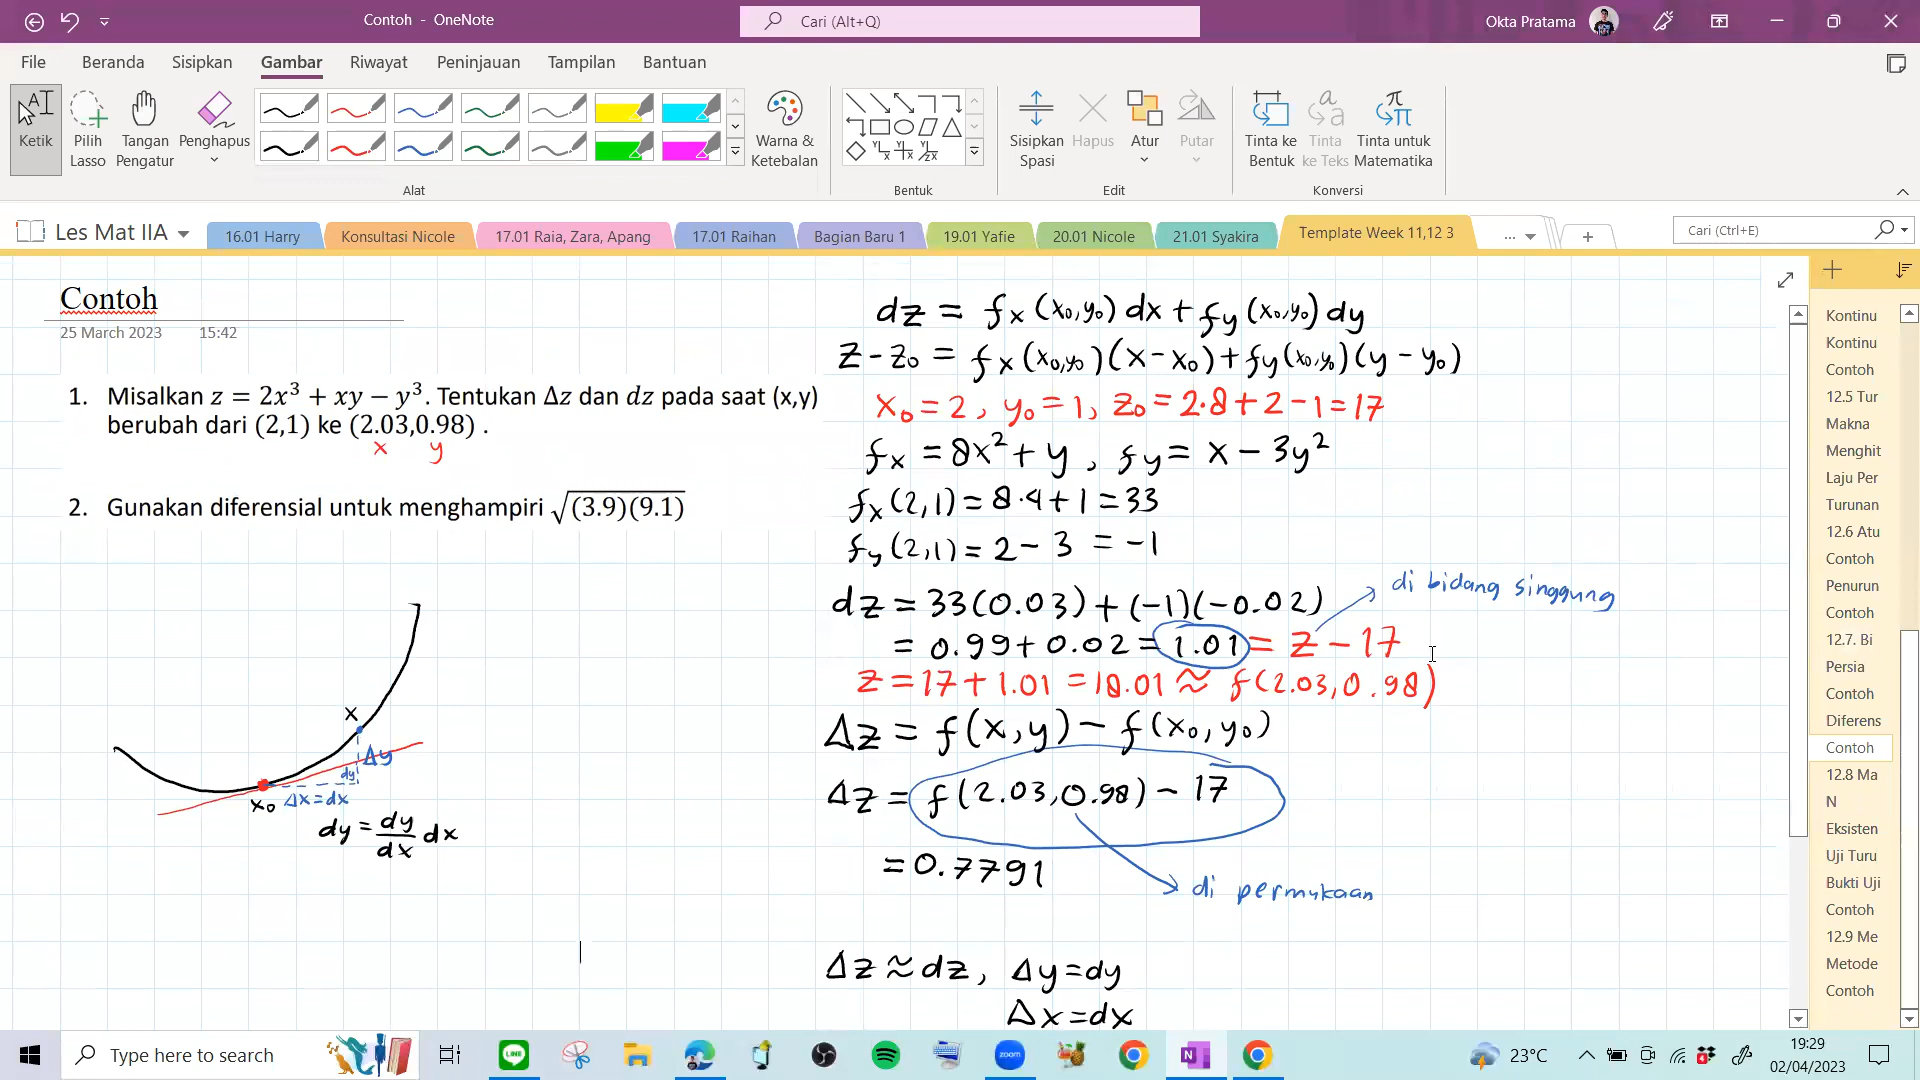 Contoh - OneNote
Cari (Alt+Q)
Okta Pratama
File Beranda Sisipkan Gambar Riwayat Peninjauan Tampilan Bantuan
Ketik
Pilih Lasso
Tangan Pengatur
Penghapus
Warna & Ketebalan
Sisipkan Spasi
Hapus
Atur
Putar
Tinta ke Bentuk
Tinta ke Teks
Tinta untuk Matematika
Alat
Bentuk
Edit
Konversi
Les Mat IIA
16.01 Harry
Konsultasi Nicole
17.01 Raia, Zara, Apang
17.01 Raihan
Bagian Baru 1
19.01 Yafie
20.01 Nicole
21.01 Syakira
Template Week 11,12 3
...
Cari (Ctrl+E)
Contoh
25 March 2023 15:42
1. Misalkan z = 2x³ + xy − y³. Tentukan Δz dan dz pada saat (x,y)
berubah dari (2,1) ke (2.03,0.98) .
x y
2. Gunakan diferensial untuk menghampiri √(3.9)(9.1)
x
Δy
dy
x₀ Δx=dx
dy = dy/dx dx
dz = fx (x₀,y₀) dx + fy (x₀,y₀) dy
z - z₀ = fx (x₀,y₀)(x - x₀) + fy (x₀,y₀)(y - y₀)
x₀ = 2, y₀ = 1, z₀ = 2·8 + 2 - 1 = 17
fx = 8x² + y , fy = x - 3y²
fx (2,1) = 8·4 + 1 = 33
fy (2,1) = 2 - 3 = -1
dz = 33(0.03) + (-1)(-0.02)
di bidang singgung
= 0.99 + 0.02 = 1.01 = z - 17
z = 17 + 1.01 = 18.01 ≈ f(2.03,0.98)
Δz = f(x,y) - f(x₀,y₀)
Δz = f(2.03,0.98) - 17
= 0.7791
di permukaan
Δz ≈ dz, Δy = dy
Δx = dx
Kontinu
Kontinu
Contoh
12.5 Tur
Makna
Menghit
Laju Per
Turunan
12.6 Atu
Contoh
Penurun
Contoh
12.7. Bi
Persia
Contoh
Diferens
Contoh
12.8 Ma
N
Eksisten
Uji Turu
Bukti Uji
Contoh
12.9 Me
Metode
Contoh
Type here to search
LINE
zoom
23°C
19:29
02/04/2023